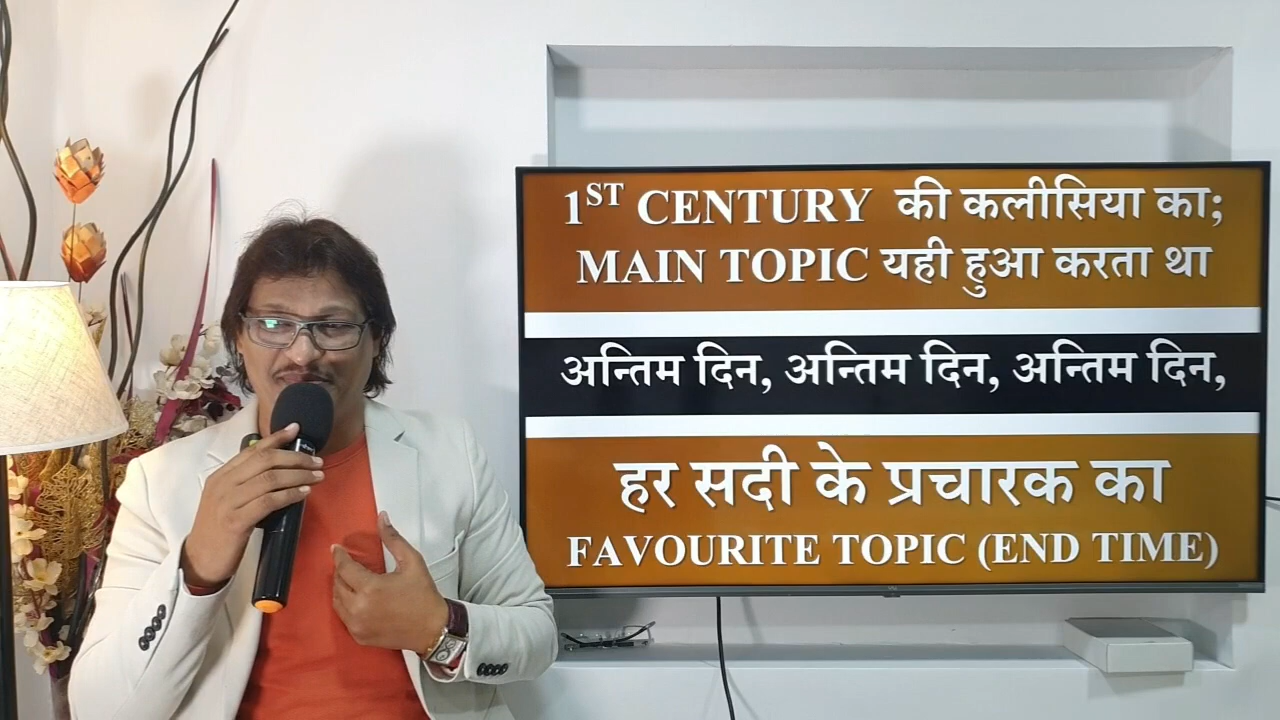 1ST CENTURY की कलीसिया का;
MAIN TOPIC यही हुआ करता था
अन्तिम दिन, अन्तिम दिन, अन्तिम दिन,
हर सदी के प्रचारक का
FAVOURITE TOPIC (END TIME)